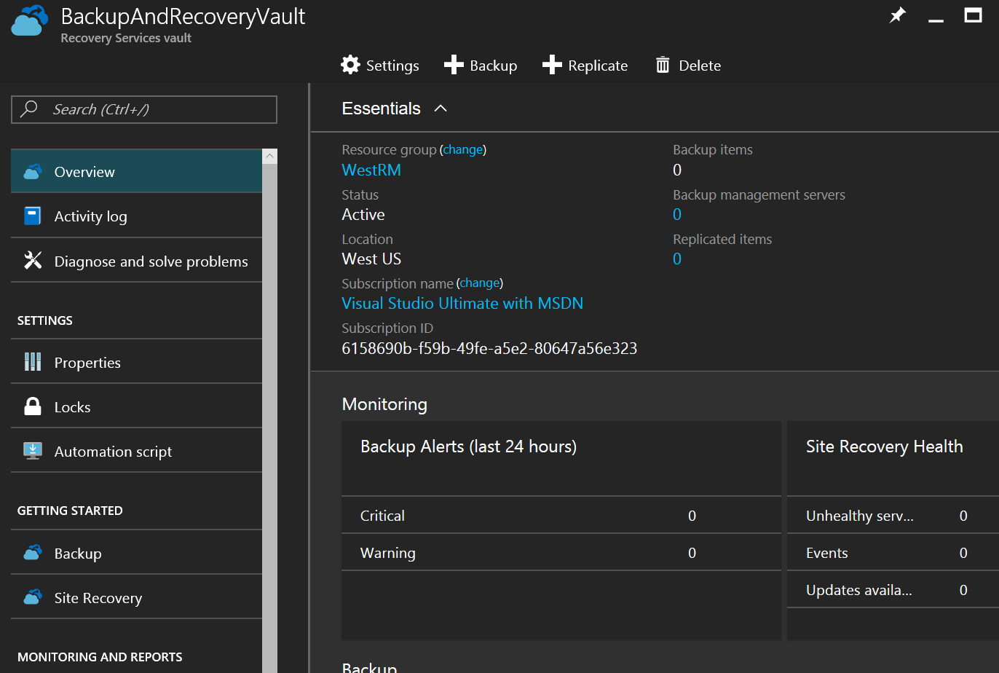 BackupAndRecoveryVault
Recovery Services vault
Settings
Backup
Replicate
Delete
Search (Ctrl+/)
Overview
Activity log
Diagnose and solve problems
SETTINGS
Properties
Locks
Automation script
GETTING STARTED
Backup
Site Recovery
MONITORING AND REPORTS
Essentials
Resource group (change)
WestRM
Status
Active
Location
West US
Subscription name (change)
Visual Studio Ultimate with MSDN
Subscription ID
6158690b-f59b-49fe-a5e2-80647a56e323
Backup items
0
Backup management servers
0
Replicated items
0
Monitoring
Backup Alerts (last 24 hours)
Critical 0
Warning 0
Site Recovery Health
Unhealthy serv... 0
Events 0
Updates availa... 0
Backup